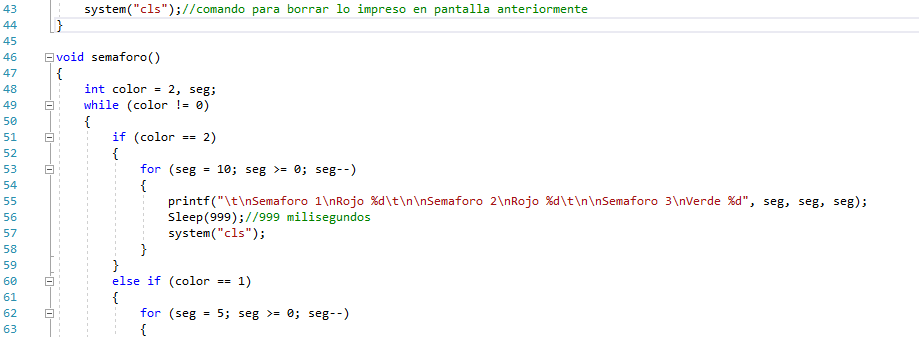 43 system("cls");//comando para borrar lo impreso en pantalla anteriormente
44 }
45
46 void semaforo()
47 {
48 int color = 2, seg;
49 while (color != 0)
50 {
51 if (color == 2)
52 {
53 for (seg = 10; seg >= 0; seg--)
54 {
55 printf("\t\nSemaforo 1\nRojo %d\t\n\nSemaforo 2\nRojo %d\t\n\nSemaforo 3\nVerde %d", seg, seg, seg);
56 Sleep(999);//999 milisegundos
57 system("cls");
58 }
59 }
60 else if (color == 1)
61 {
62 for (seg = 5; seg >= 0; seg--)
63 {